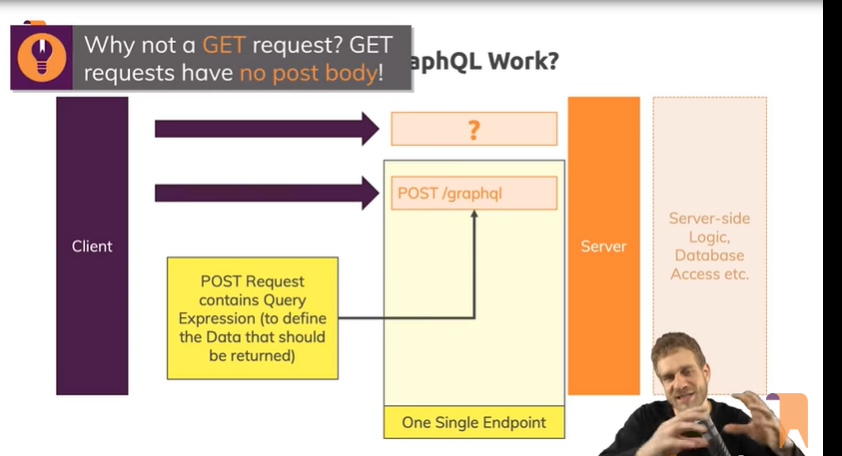 Why not a GET request? GET
requests have no post body!
aphQL Work?
?
POST /graphql
Client
POST Request
contains Query
Expression (to define
the Data that should
be returned)
One Single Endpoint
Server
Server-side
Logic,
Database
Access etc.